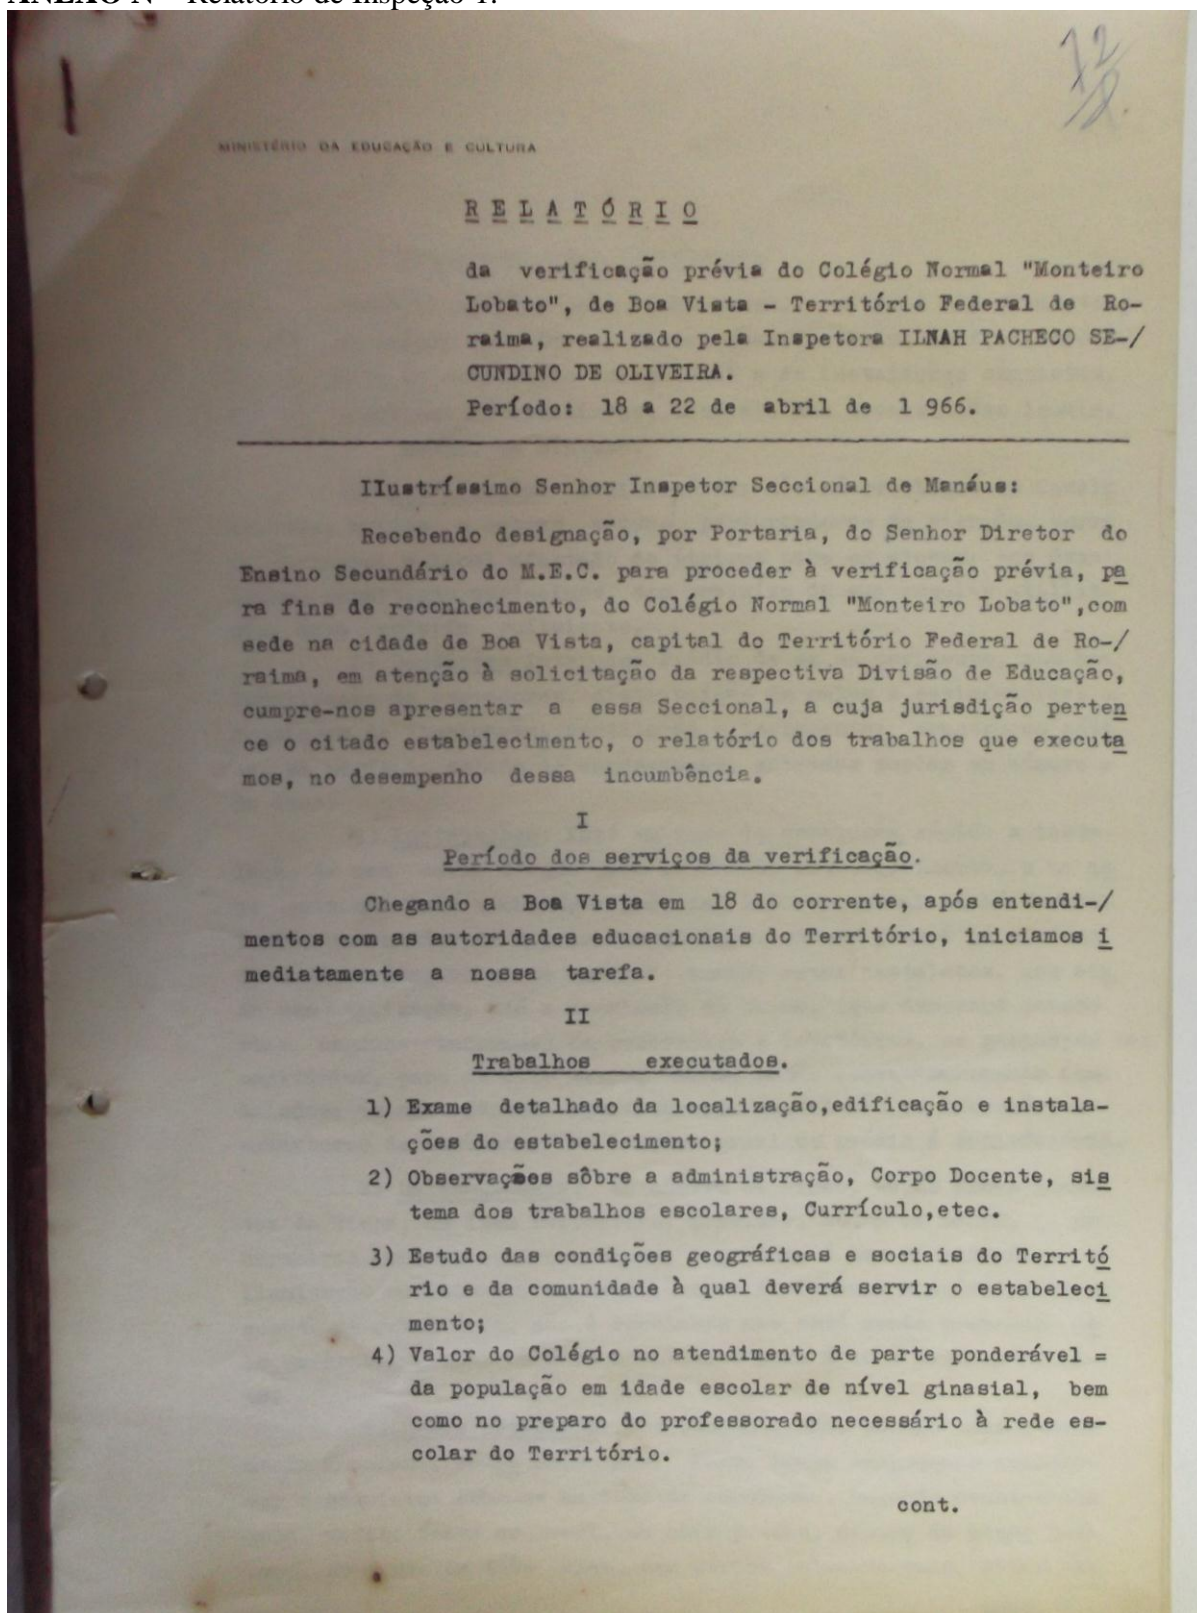 ANEXO N – Relatório de Inspeção 1.
MINISTÉRIO DA EDUCAÇÃO E CULTURA
R E L A T Ó R I O
da verificação prévia do Colégio Normal "Monteiro
Lobato", de Boa Vista – Território Federal de Ro-
raima, realizado pela Inspetora ILNAH PACHECO SE-/
CUNDINO DE OLIVEIRA.
Período: 18 a 22 de abril de 1 966.
Ilustríssimo Senhor Inspetor Seccional de Manáus:
Recebendo designação, por Portaria, do Senhor Diretor do
Ensino Secundário do M.E.C. para proceder à verificação prévia, pa
ra fins de reconhecimento, do Colégio Normal "Monteiro Lobato",com
sede na cidade de Boa Vista, capital do Território Federal de Ro-/
raima, em atenção à solicitação da respectiva Divisão de Educação,
cumpre-nos apresentar a essa Seccional, a cuja jurisdição perten
ce o citado estabelecimento, o relatório dos trabalhos que executa
mos, no desempenho dessa incumbência.
I
Período dos serviços da verificação.
Chegando a Boa Vista em 18 do corrente, após entendi-/
mentos com as autoridades educacionais do Território, iniciamos i
mediatamente a nossa tarefa.
II
Trabalhos executados.
1) Exame detalhado da localização,edificação e instala-
ções do estabelecimento;
2) Observações sôbre a administração, Corpo Docente, sis
tema dos trabalhos escolares, Currículo,etec.
3) Estudo das condições geográficas e sociais do Territó
rio e da comunidade à qual deverá servir o estabeleci
mento;
4) Valor do Colégio no atendimento de parte ponderável =
da população em idade escolar de nível ginasial, bem
como no preparo do professorado necessário à rede es-
colar do Território.
cont.